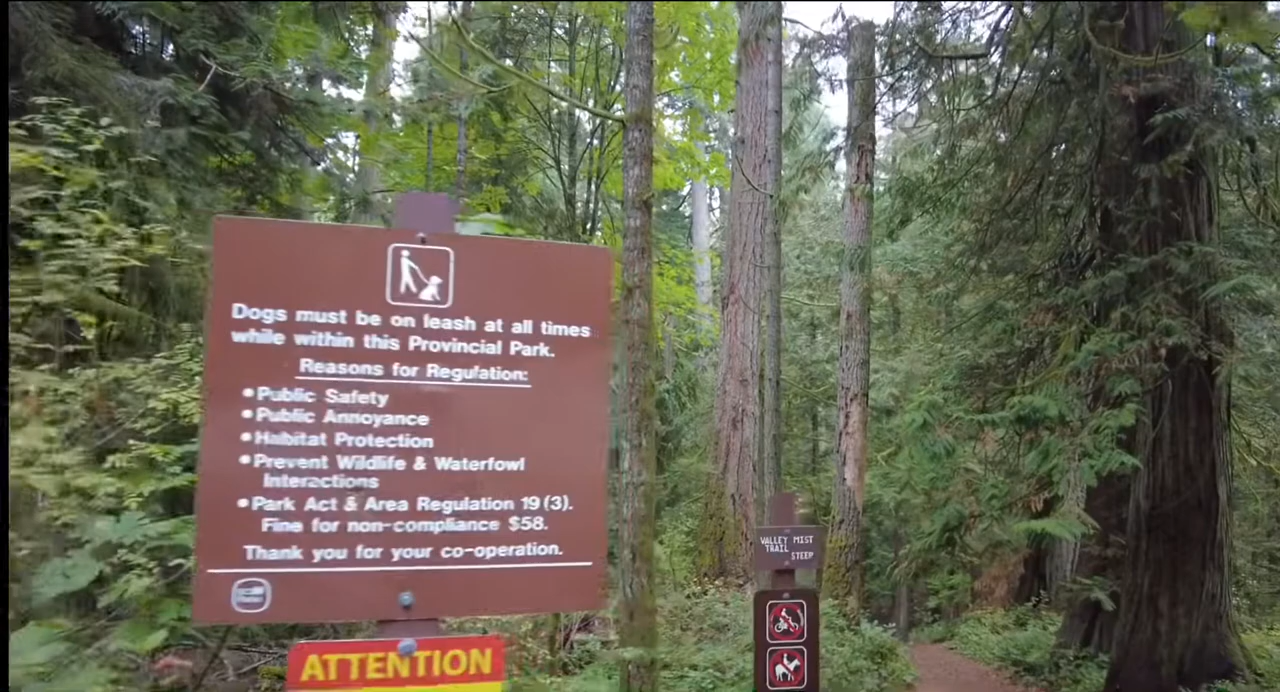 Dogs must be on leash at all times
while within this Provincial Park.
Reasons for Regulation:
•Public Safety
•Public Annoyance
•Habitat Protection
•Prevent Wildlife & Waterfowl
Interactions
•Park Act & Area Regulation 19 (3).
Fine for non-compliance $58.
Thank you for your co-operation.
ATTENTION
VALLEY MIST
TRAIL
STEEP